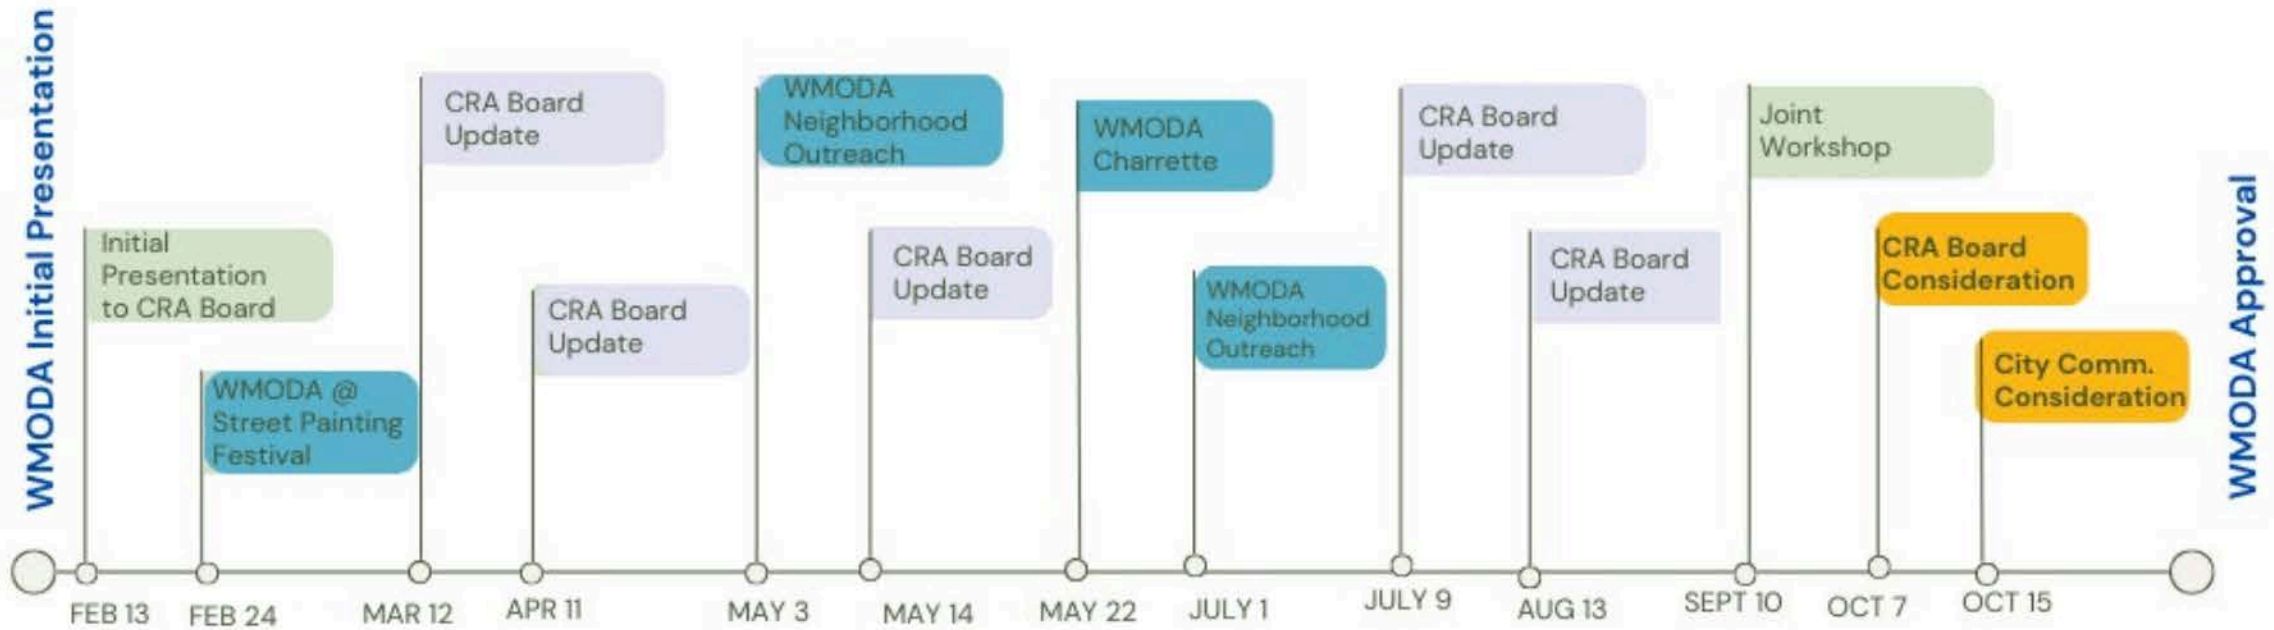 WMODA Initial Presentation
Initial
Presentation
to CRA Board
WMODA @
Street Painting
Festival
CRA Board
Update
CRA Board
Update
WMODA
Neighborhood
Outreach
CRA Board
Update
WMODA
Charrette
WMODA
Neighborhood
Outreach
CRA Board
Update
CRA Board
Update
Joint
Workshop
CRA Board
Consideration
City Comm.
Consideration
WMODA Approval
FEB 13
FEB 24
MAR 12
APR 11
MAY 3
MAY 14
MAY 22
JULY 1
JULY 9
AUG 13
SEPT 10
OCT 7
OCT 15